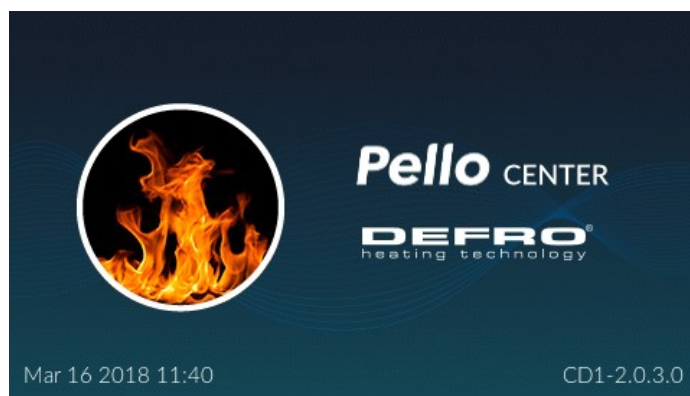 Pello CENTER
DEFRO®
heating technology
Mar 16 2018 11:40
CD1-2.0.3.0